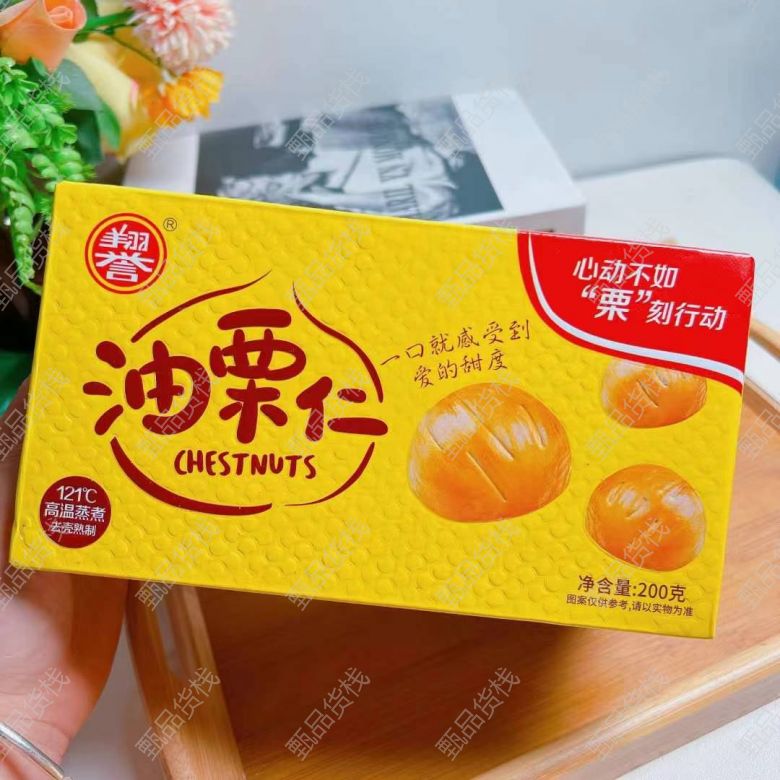 翔誉®
心动不如
“栗”刻行动
一口就感受到
爱的甜度
油栗仁
CHESTNUTS
121℃
高温蒸煮
去壳熟制
净含量:200克
图案仅供参考,请以实物为准
甄品货栈